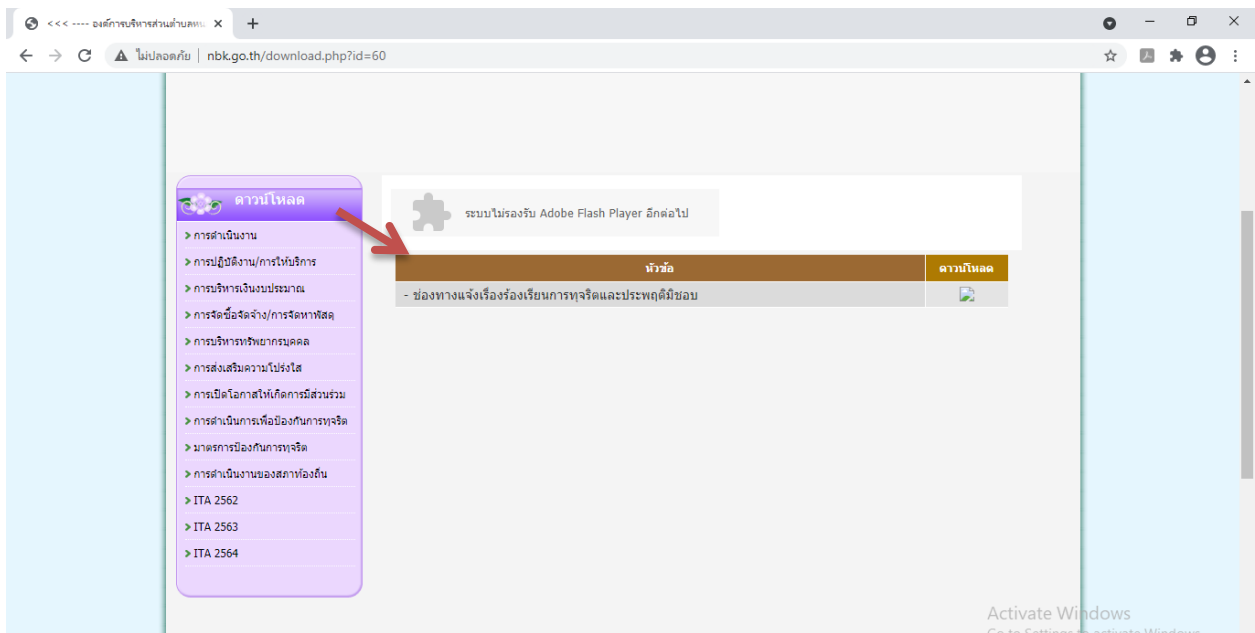 <<< ---- องค์การบริหารส่วนตำบลหน
ไม่ปลอดภัย | nbk.go.th/download.php?id=60
ดาวน์โหลด
การดำเนินงาน
การปฏิบัติงาน/การให้บริการ
การบริหารเงินงบประมาณ
การจัดซื้อจัดจ้าง/การจัดหาพัสดุ
การบริหารทรัพยากรบุคคล
การส่งเสริมความโปร่งใส
การเปิดโอกาสให้เกิดการมีส่วนร่วม
การดำเนินการเพื่อป้องกันการทุจริต
มาตรการป้องกันการทุจริต
การดำเนินงานของสภาท้องถิ่น
ITA 2562
ITA 2563
ITA 2564
ระบบไม่รองรับ Adobe Flash Player อีกต่อไป
หัวข้อ ดาวน์โหลด
- ช่องทางแจ้งเรื่องร้องเรียนการทุจริตและประพฤติมิชอบ
Activate Windows
Go to Settings to activate Windows.